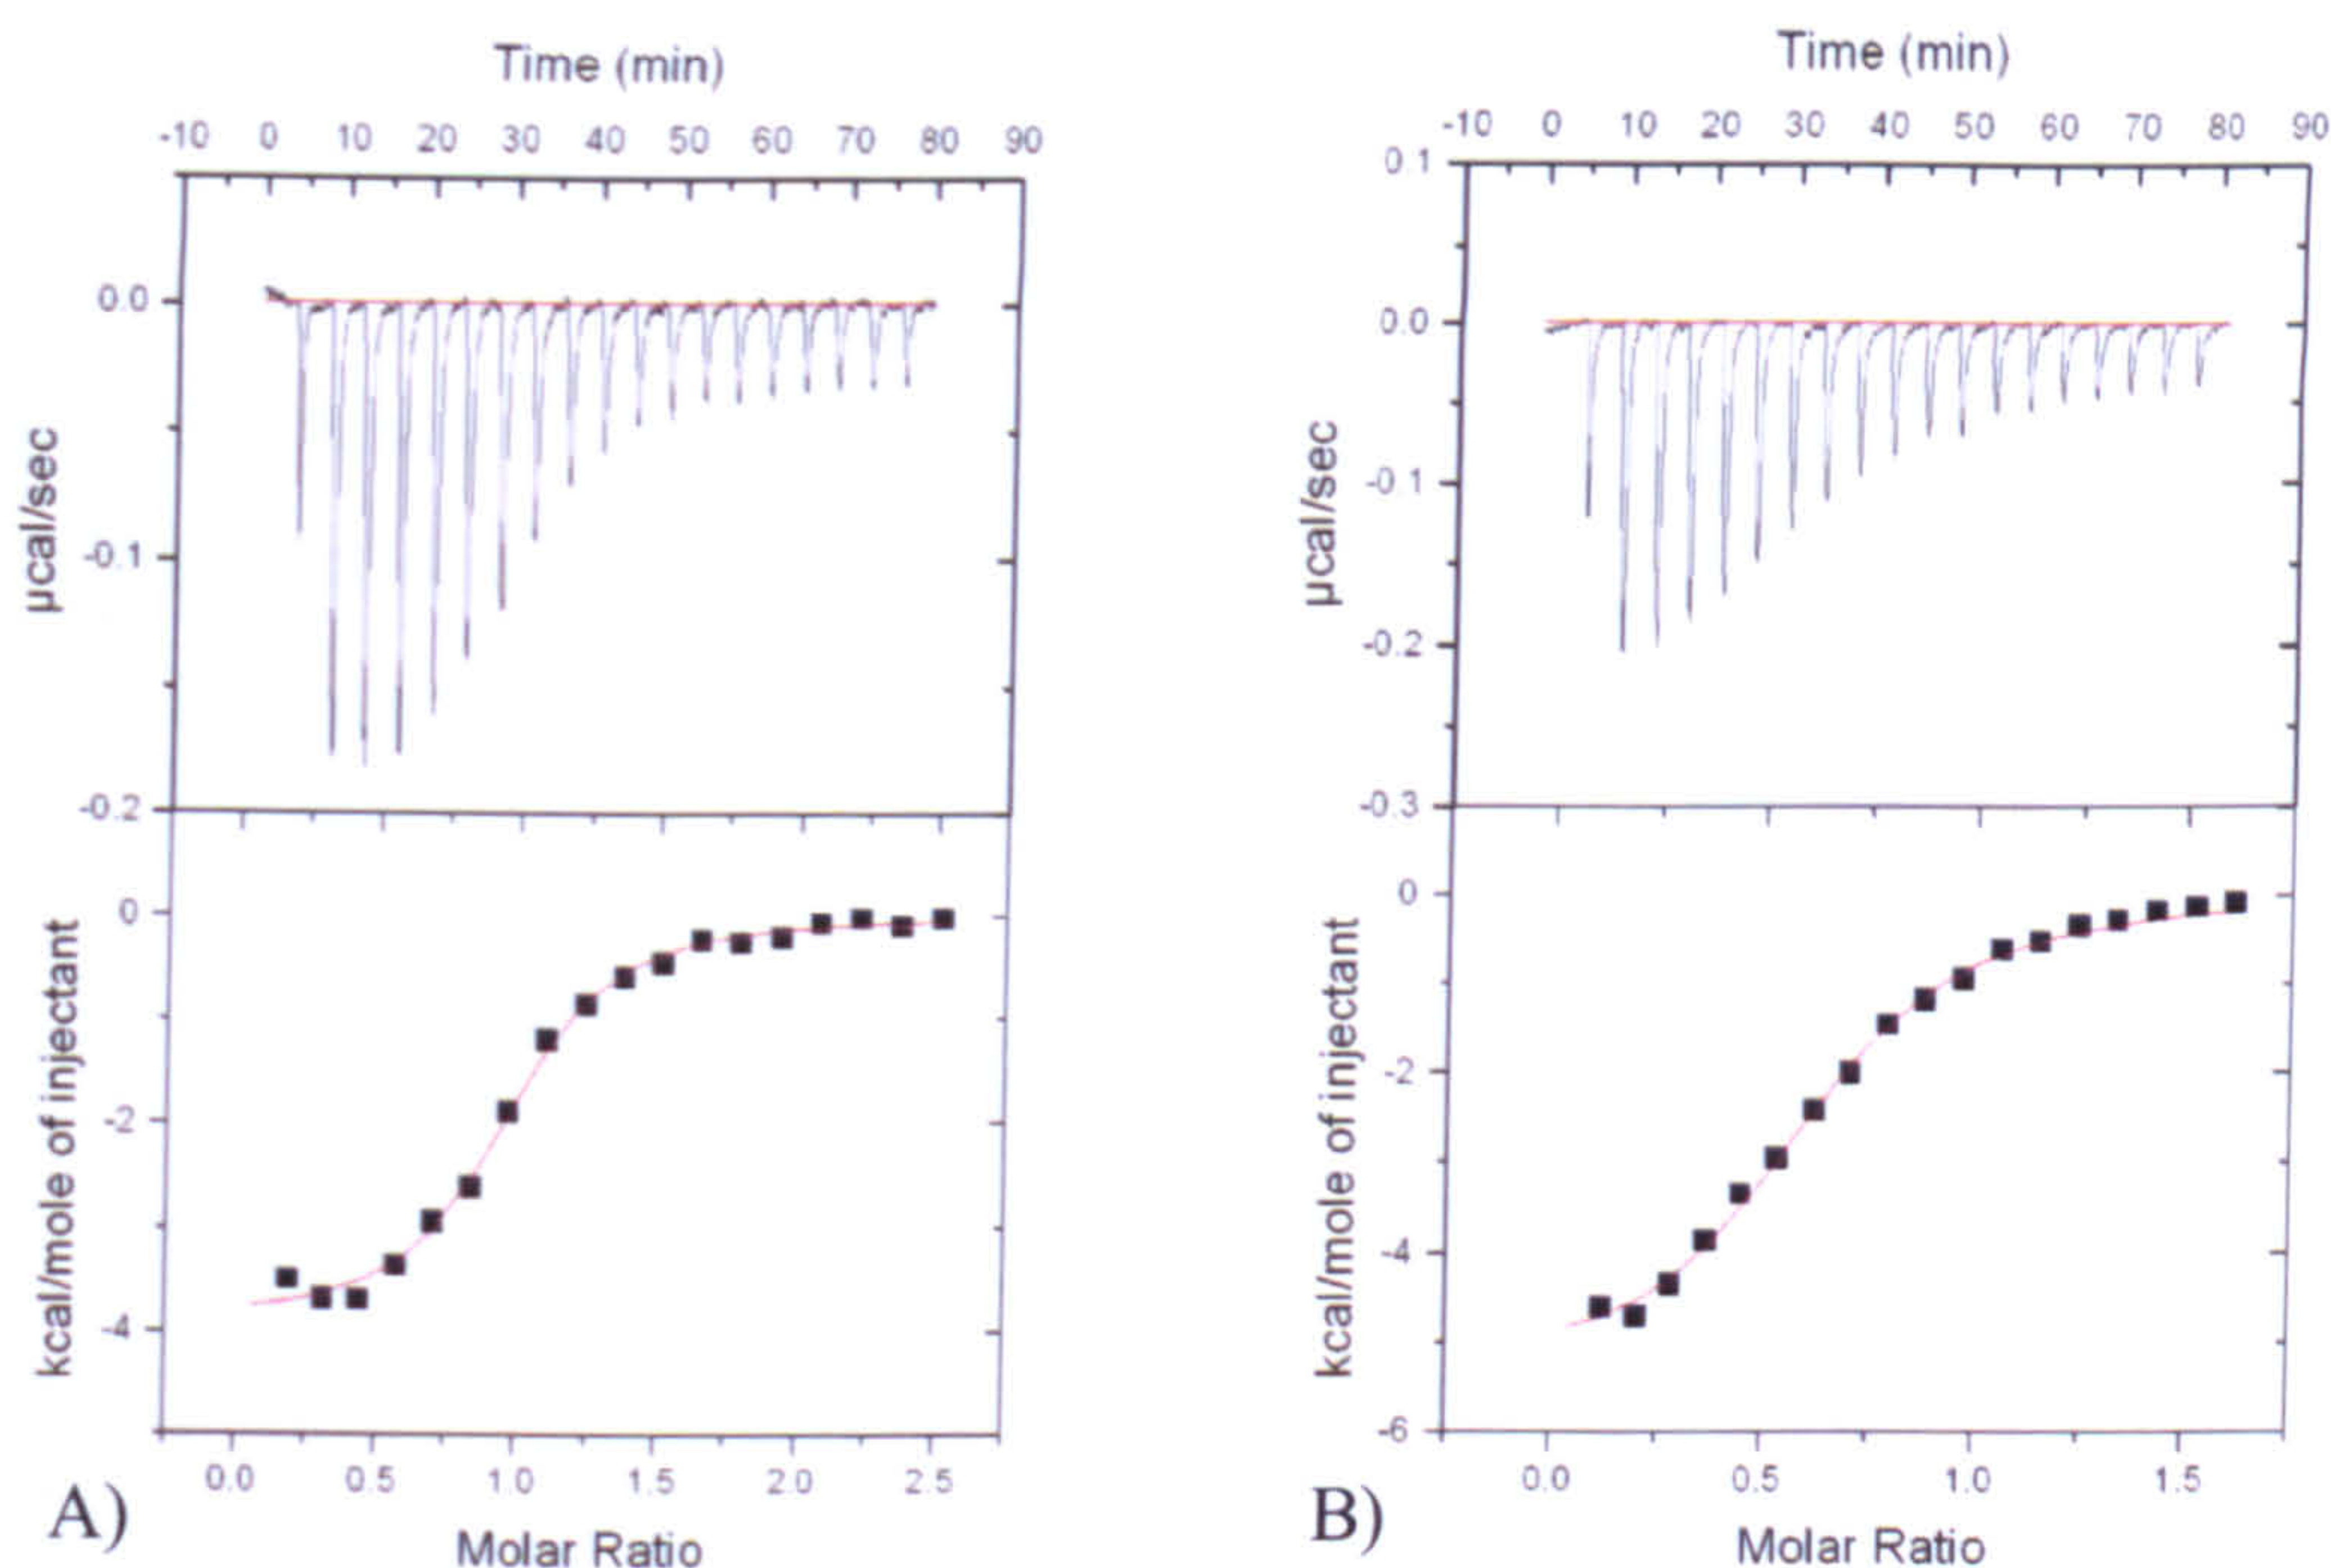 Time (min)
-10 0 10 20 30 40 50 60 70 80 90
0.0
-0.1
-0.2
µcal/sec
0
-2
-4
kcal/mole of injectant
0.0 0.5 1.0 1.5 2.0 2.5
Molar Ratio
A)
Time (min)
-10 0 10 20 30 40 50 60 70 80 90
0.1
0.0
-0.1
-0.2
-0.3
µcal/sec
0
-2
-4
-6
kcal/mole of injectant
0.0 0.5 1.0 1.5
Molar Ratio
B)